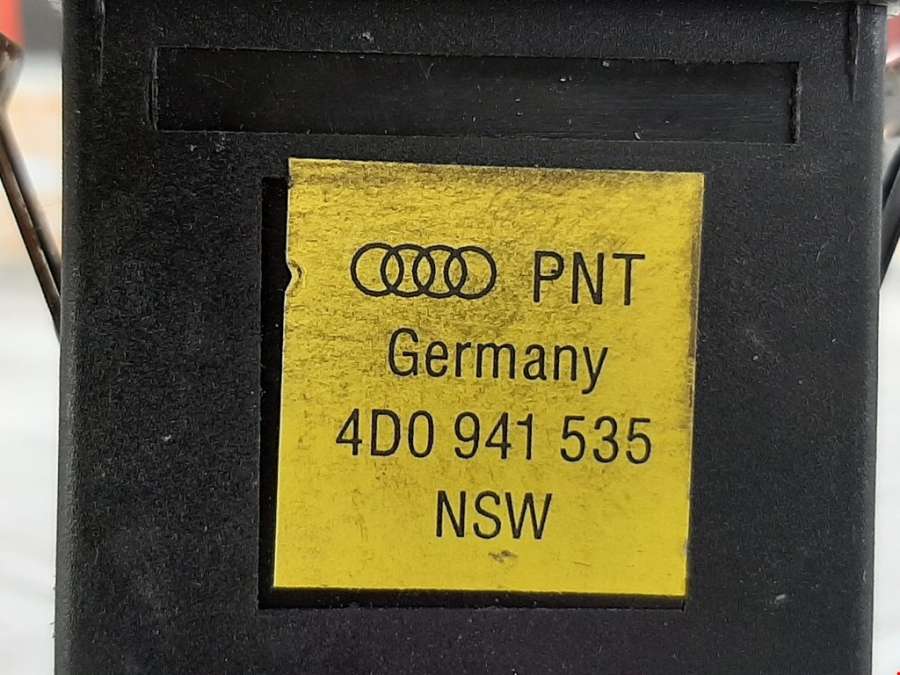 PNT
Germany
4D0 941 535
NSW